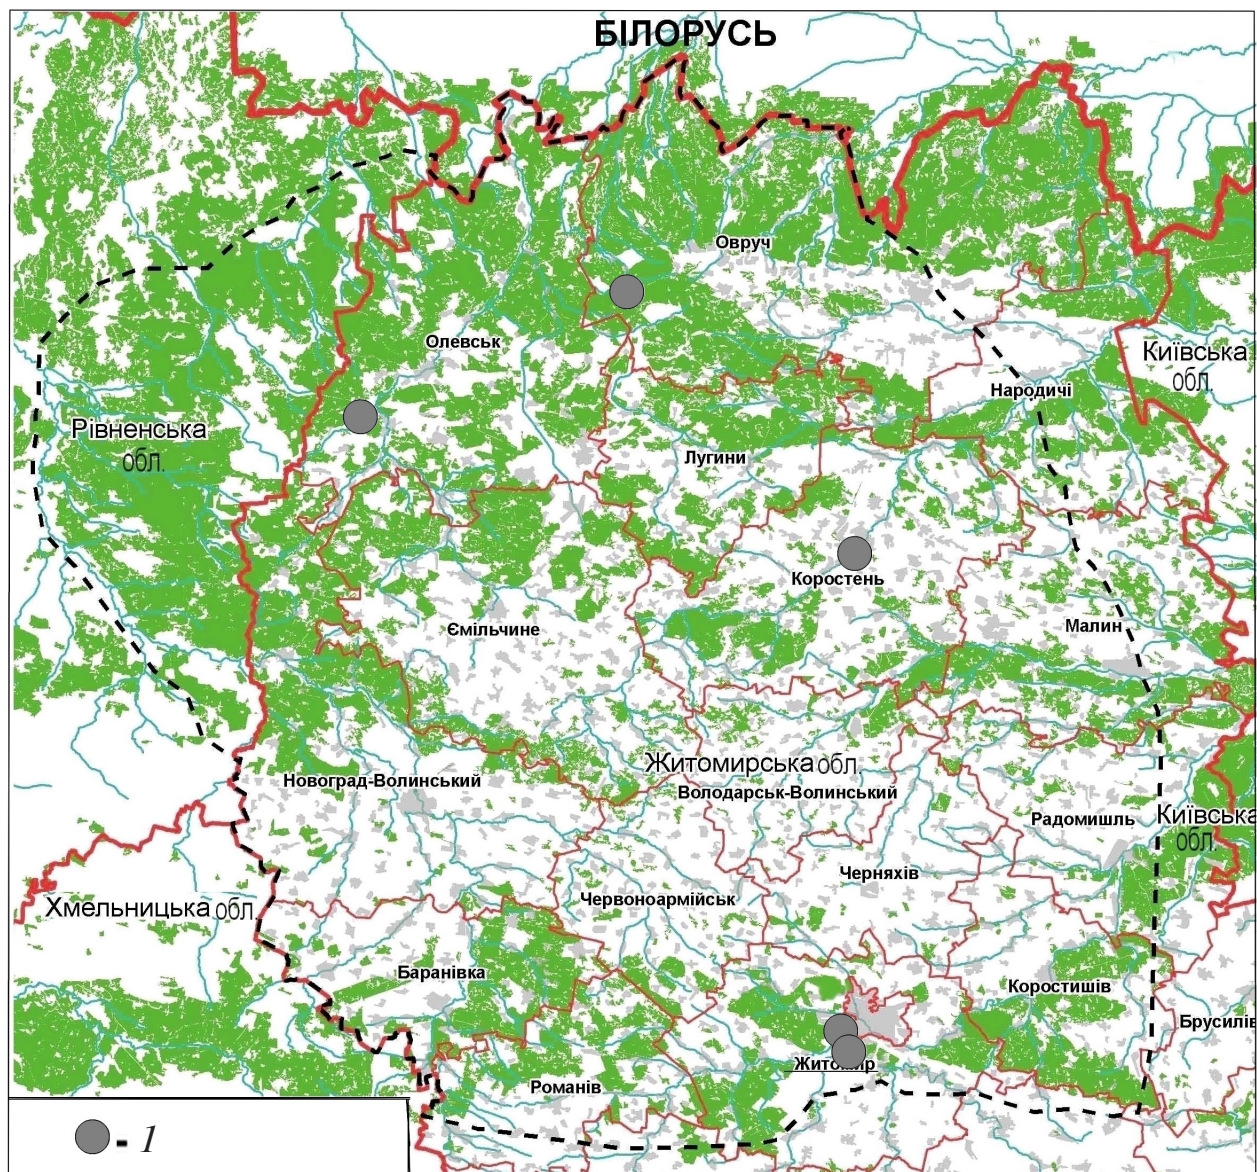 БІЛОРУСЬ
Овруч
Олевськ
Київська
обл.
Народичі
Рівненська
обл.
Лугини
Коростень
Ємільчине
Малин
Житомирська обл.
Новоград-Волинський
Володарськ-Волинський
Київська
обл.
Радомишль
Черняхів
Червоноармійськ
Хмельницька обл.
Баранівка
Коростишів
Брусилів
Житомир
Романів
- 1